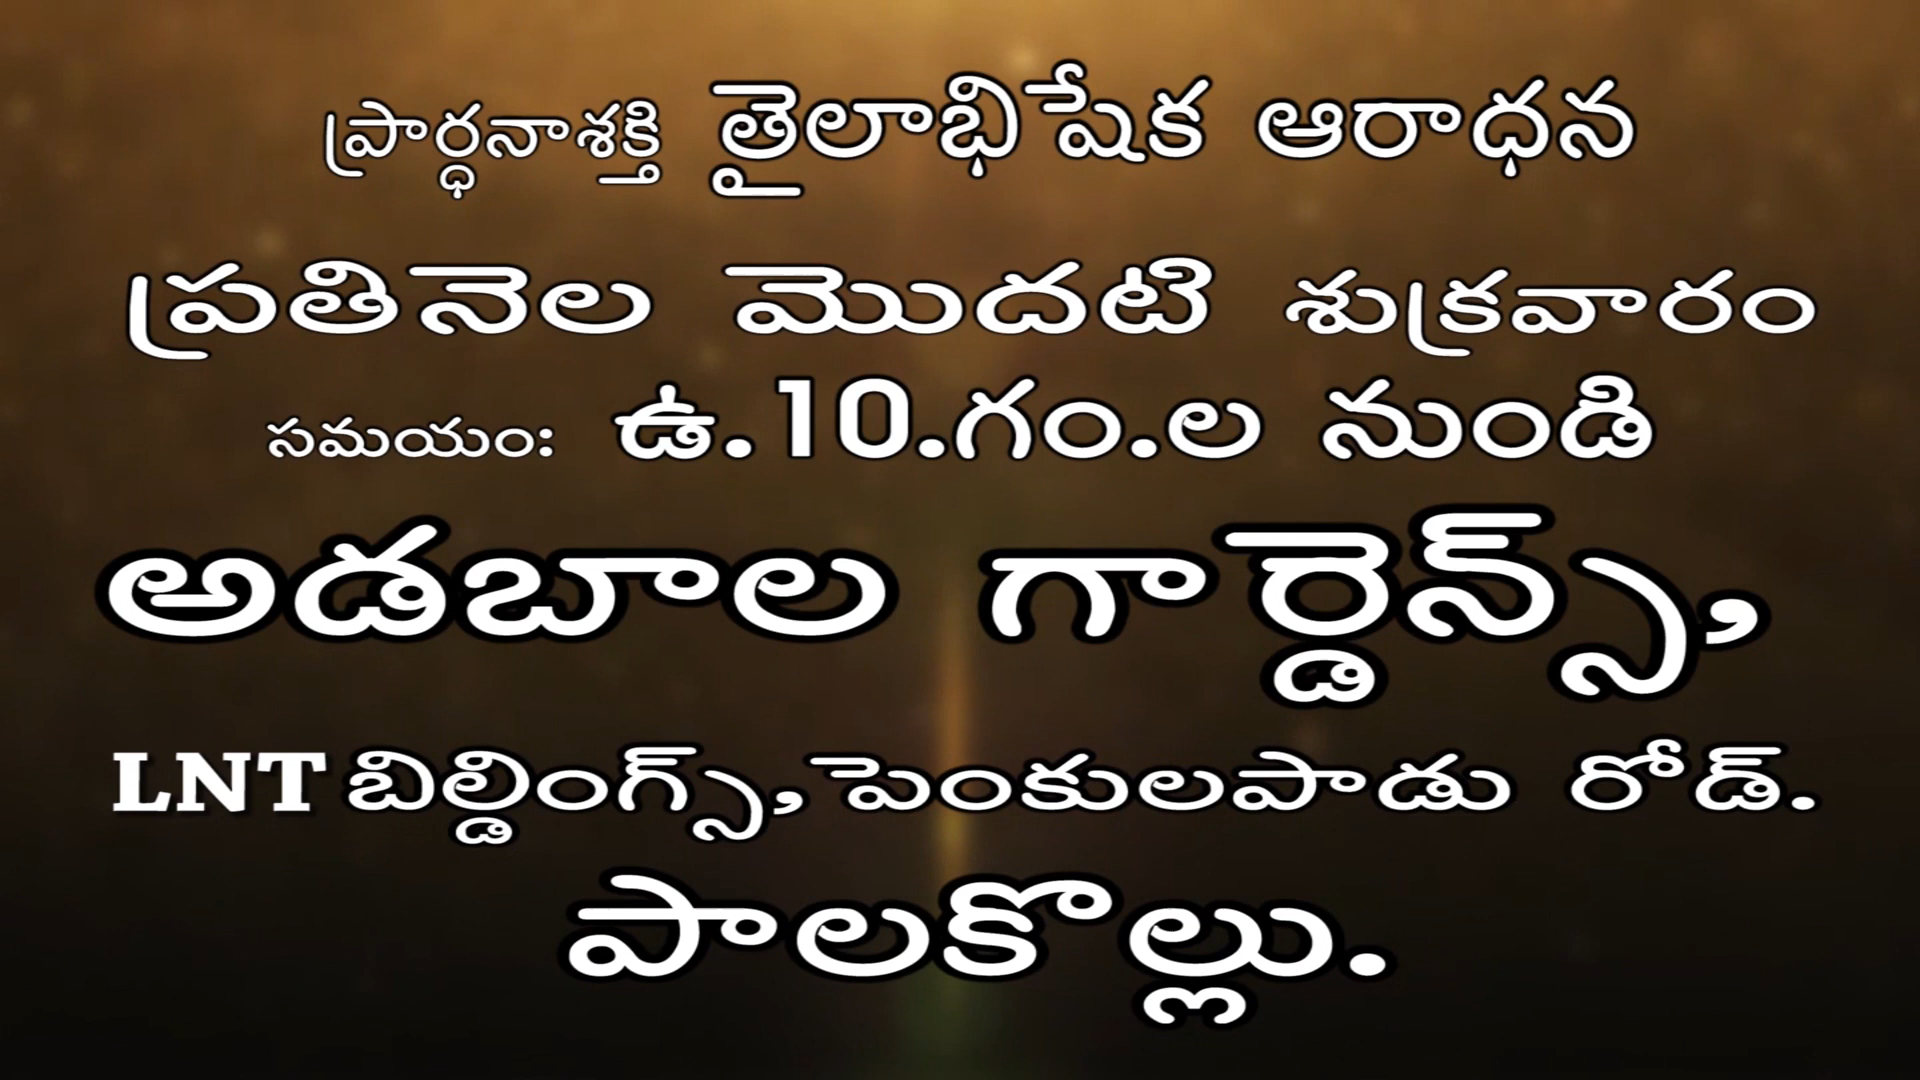 ప్రార్ధనాశక్తి తైలాభిషేక ఆరాధన
ప్రతినెల మొదటి శుక్రవారం
సమయం: ఉ.10.గం.ల నుండి
అడబాల గార్డెన్స్,
LNT బిల్డింగ్స్,పెంకులపాడు రోడ్.
పాలకొల్లు.